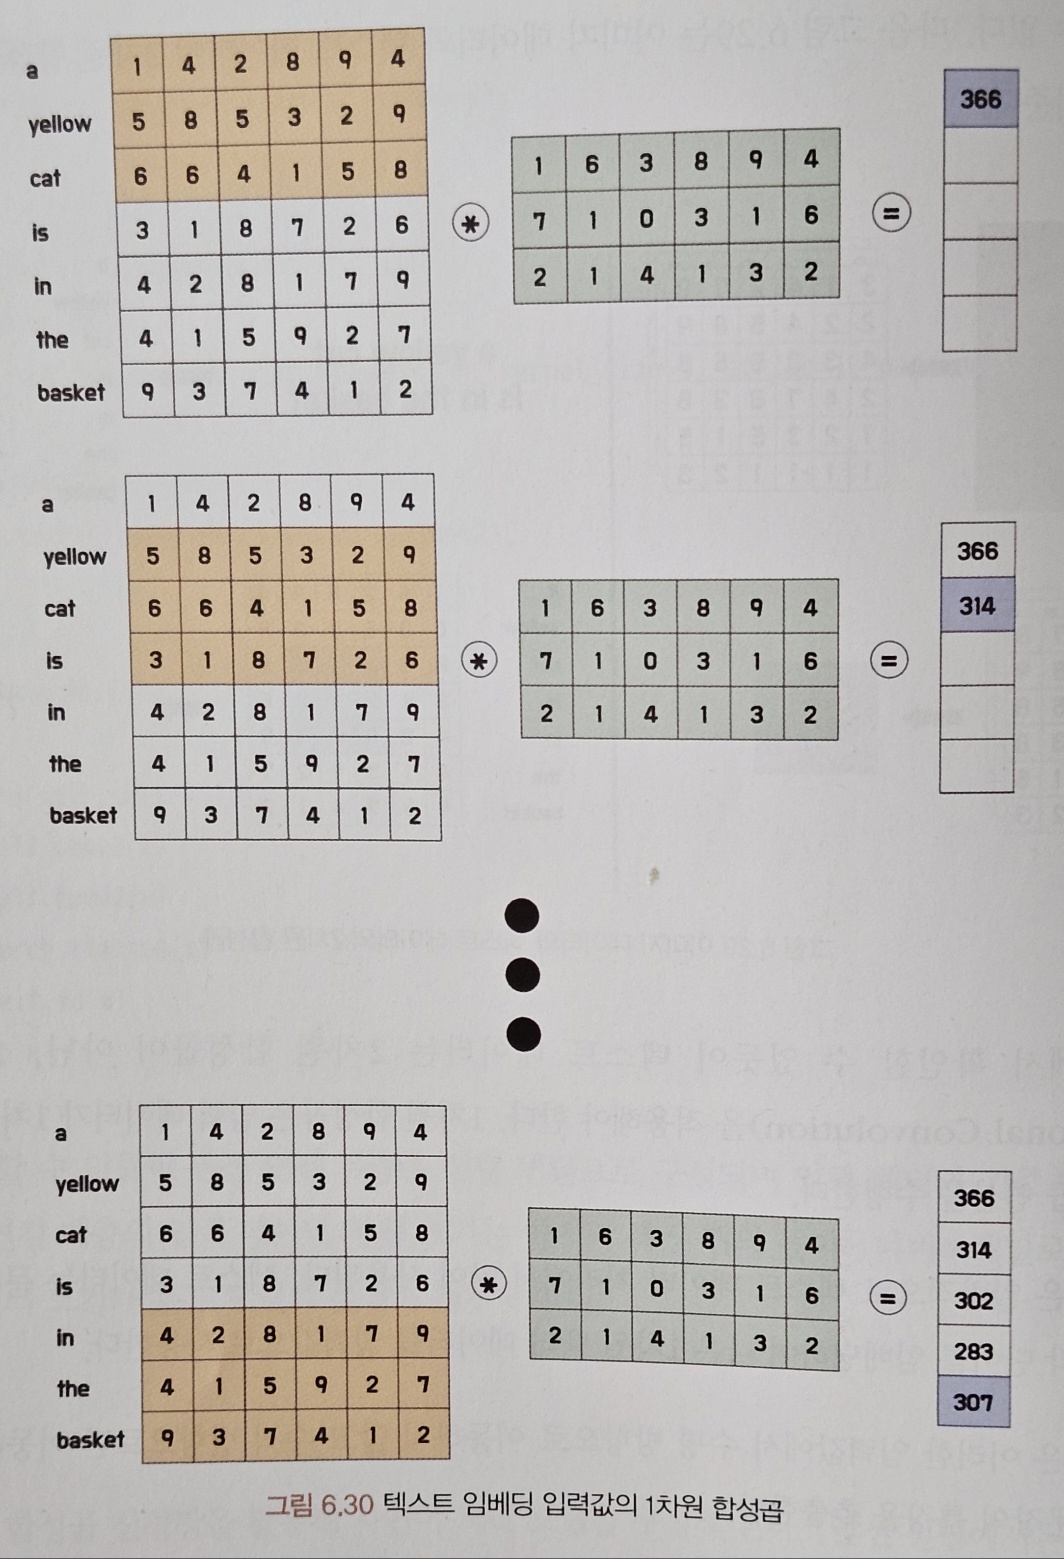 a 1 4 2 8 9 4
yellow 5 8 5 3 2 9
cat 6 6 4 1 5 8
is 3 1 8 7 2 6
in 4 2 8 1 7 9
the 4 1 5 9 2 7
basket 9 3 7 4 1 2
*
1 6 3 8 9 4
7 1 0 3 1 6
2 1 4 1 3 2
=
366
a 1 4 2 8 9 4
yellow 5 8 5 3 2 9
cat 6 6 4 1 5 8
is 3 1 8 7 2 6
in 4 2 8 1 7 9
the 4 1 5 9 2 7
basket 9 3 7 4 1 2
*
1 6 3 8 9 4
7 1 0 3 1 6
2 1 4 1 3 2
=
366
314
a 1 4 2 8 9 4
yellow 5 8 5 3 2 9
cat 6 6 4 1 5 8
is 3 1 8 7 2 6
in 4 2 8 1 7 9
the 4 1 5 9 2 7
basket 9 3 7 4 1 2
*
1 6 3 8 9 4
7 1 0 3 1 6
2 1 4 1 3 2
=
366
314
302
283
307
그림 6.30 텍스트 임베딩 입력값의 1차원 합성곱